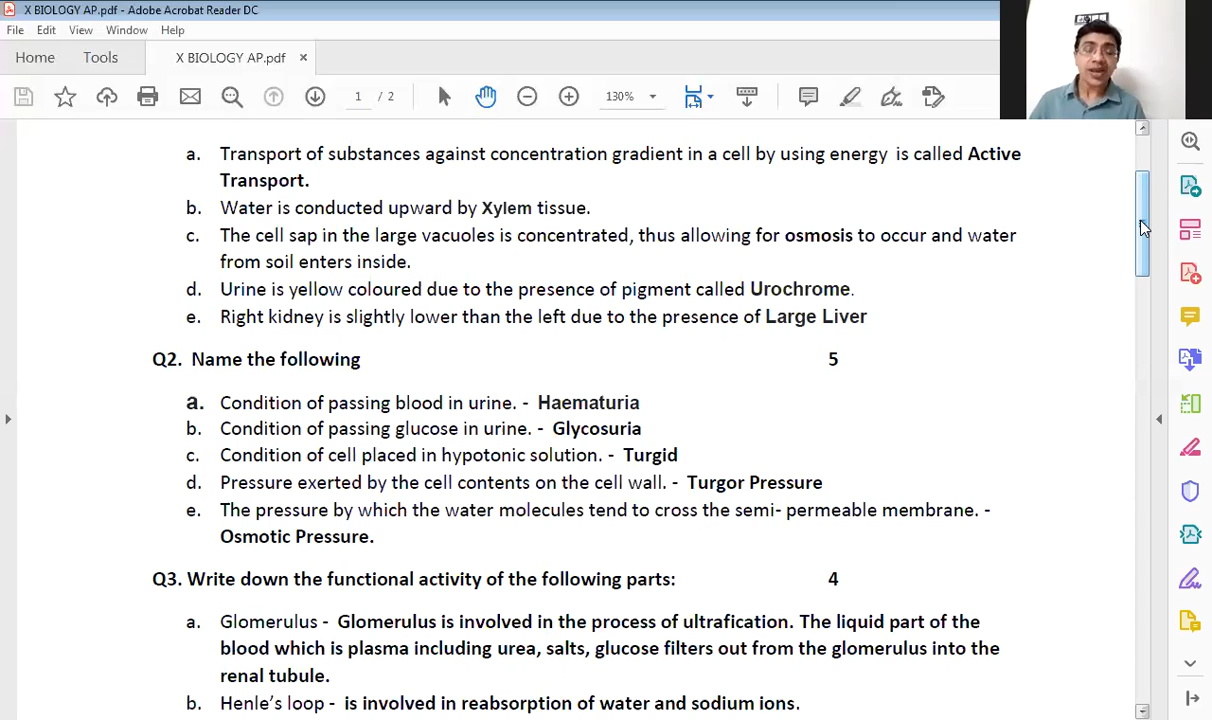 X BIOLOGY AP.pdf - Adobe Acrobat Reader DC
File Edit View Window Help
Home Tools X BIOLOGY AP.pdf ×
1 / 2 130%
a. Transport of substances against concentration gradient in a cell by using energy is called Active
Transport.
b. Water is conducted upward by Xylem tissue.
c. The cell sap in the large vacuoles is concentrated, thus allowing for osmosis to occur and water
from soil enters inside.
d. Urine is yellow coloured due to the presence of pigment called Urochrome.
e. Right kidney is slightly lower than the left due to the presence of Large Liver
Q2. Name the following 5
a. Condition of passing blood in urine. - Haematuria
b. Condition of passing glucose in urine. - Glycosuria
c. Condition of cell placed in hypotonic solution. - Turgid
d. Pressure exerted by the cell contents on the cell wall. - Turgor Pressure
e. The pressure by which the water molecules tend to cross the semi- permeable membrane. -
Osmotic Pressure.
Q3. Write down the functional activity of the following parts: 4
a. Glomerulus - Glomerulus is involved in the process of ultrafication. The liquid part of the
blood which is plasma including urea, salts, glucose filters out from the glomerulus into the
renal tubule.
b. Henle's loop - is involved in reabsorption of water and sodium ions.